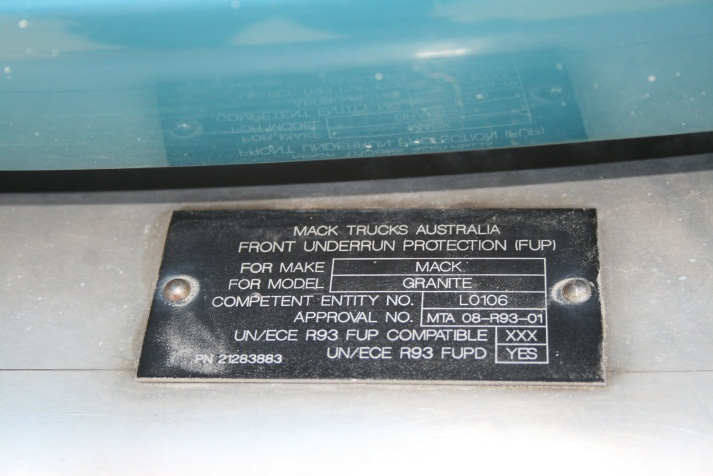 MACK TRUCKS AUSTRALIA
FRONT UNDERRUN PROTECTION (FUP)
FOR MAKE MACK
FOR MODEL GRANITE
COMPETENT ENTITY NO. L0106
APPROVAL NO. MTA 08-R93-01
UN/ECE R93 FUP COMPATIBLE XXX
PN 21283883 UN/ECE R93 FUPD YES